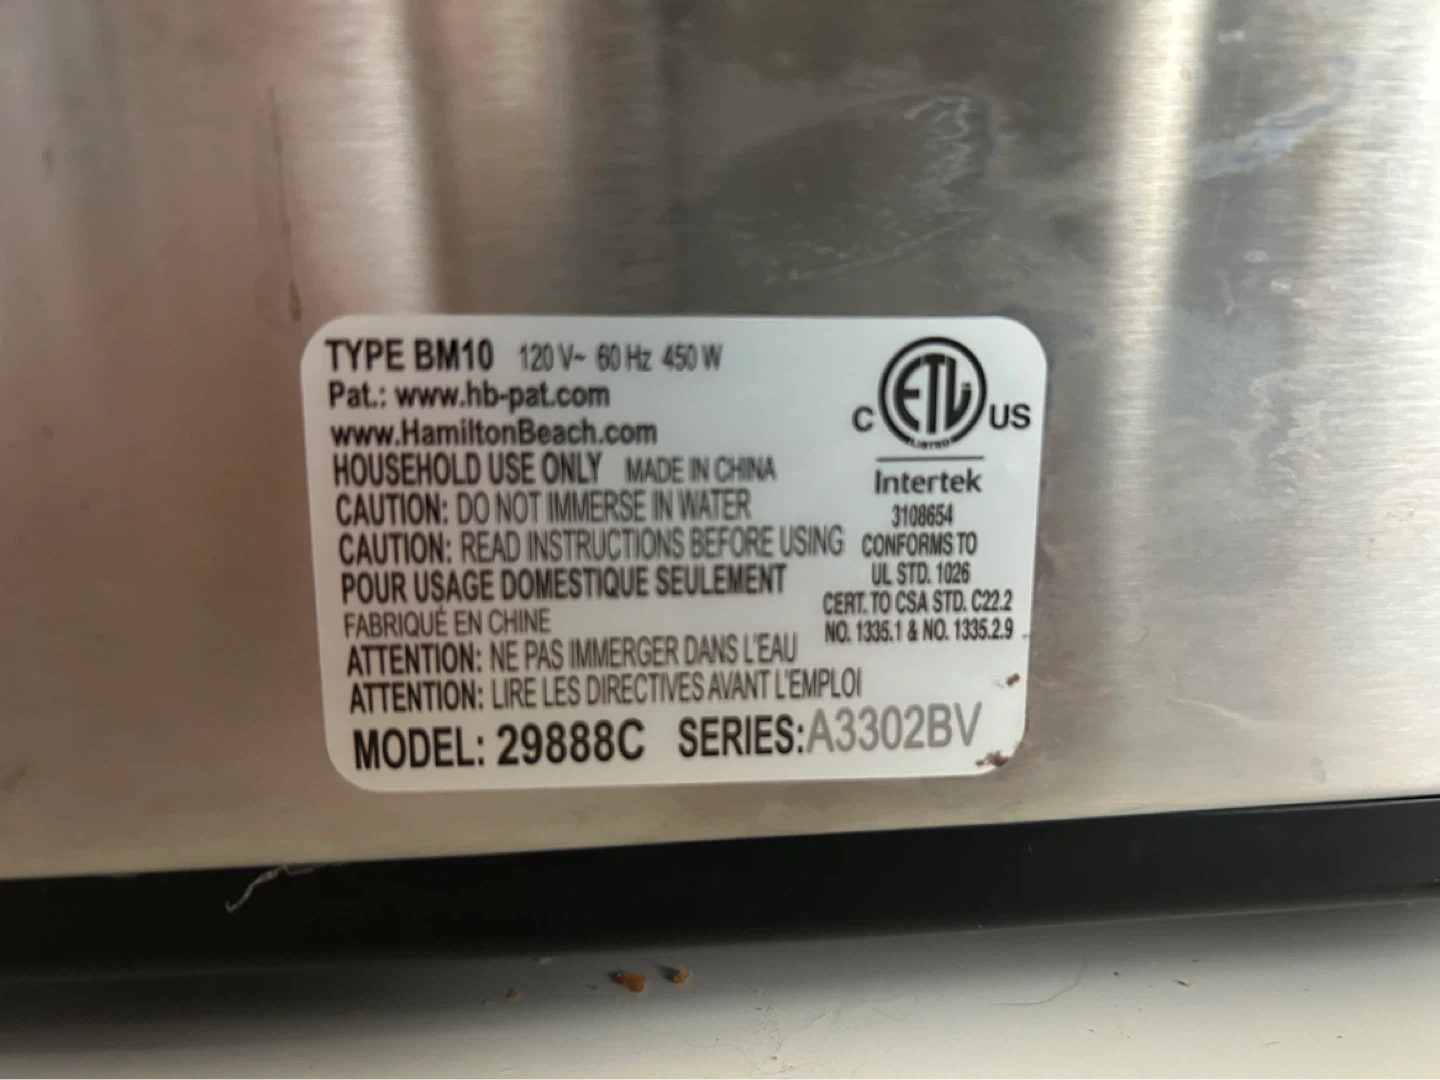 TYPE BM10 120 V~ 60 Hz 450 W
Pat.: www.hb-pat.com
www.HamiltonBeach.com
HOUSEHOLD USE ONLY MADE IN CHINA
CAUTION: DO NOT IMMERSE IN WATER
CAUTION: READ INSTRUCTIONS BEFORE USING
POUR USAGE DOMESTIQUE SEULEMENT
FABRIQUÉ EN CHINE
ATTENTION: NE PAS IMMERGER DANS L'EAU
ATTENTION: LIRE LES DIRECTIVES AVANT L'EMPLOI
MODEL: 29888C SERIES: A3302BV
C ETL US
LISTED
Intertek
3108654
CONFORMS TO
UL STD. 1026
CERT. TO CSA STD. C22.2
NO. 1335.1 & NO. 1335.2.9